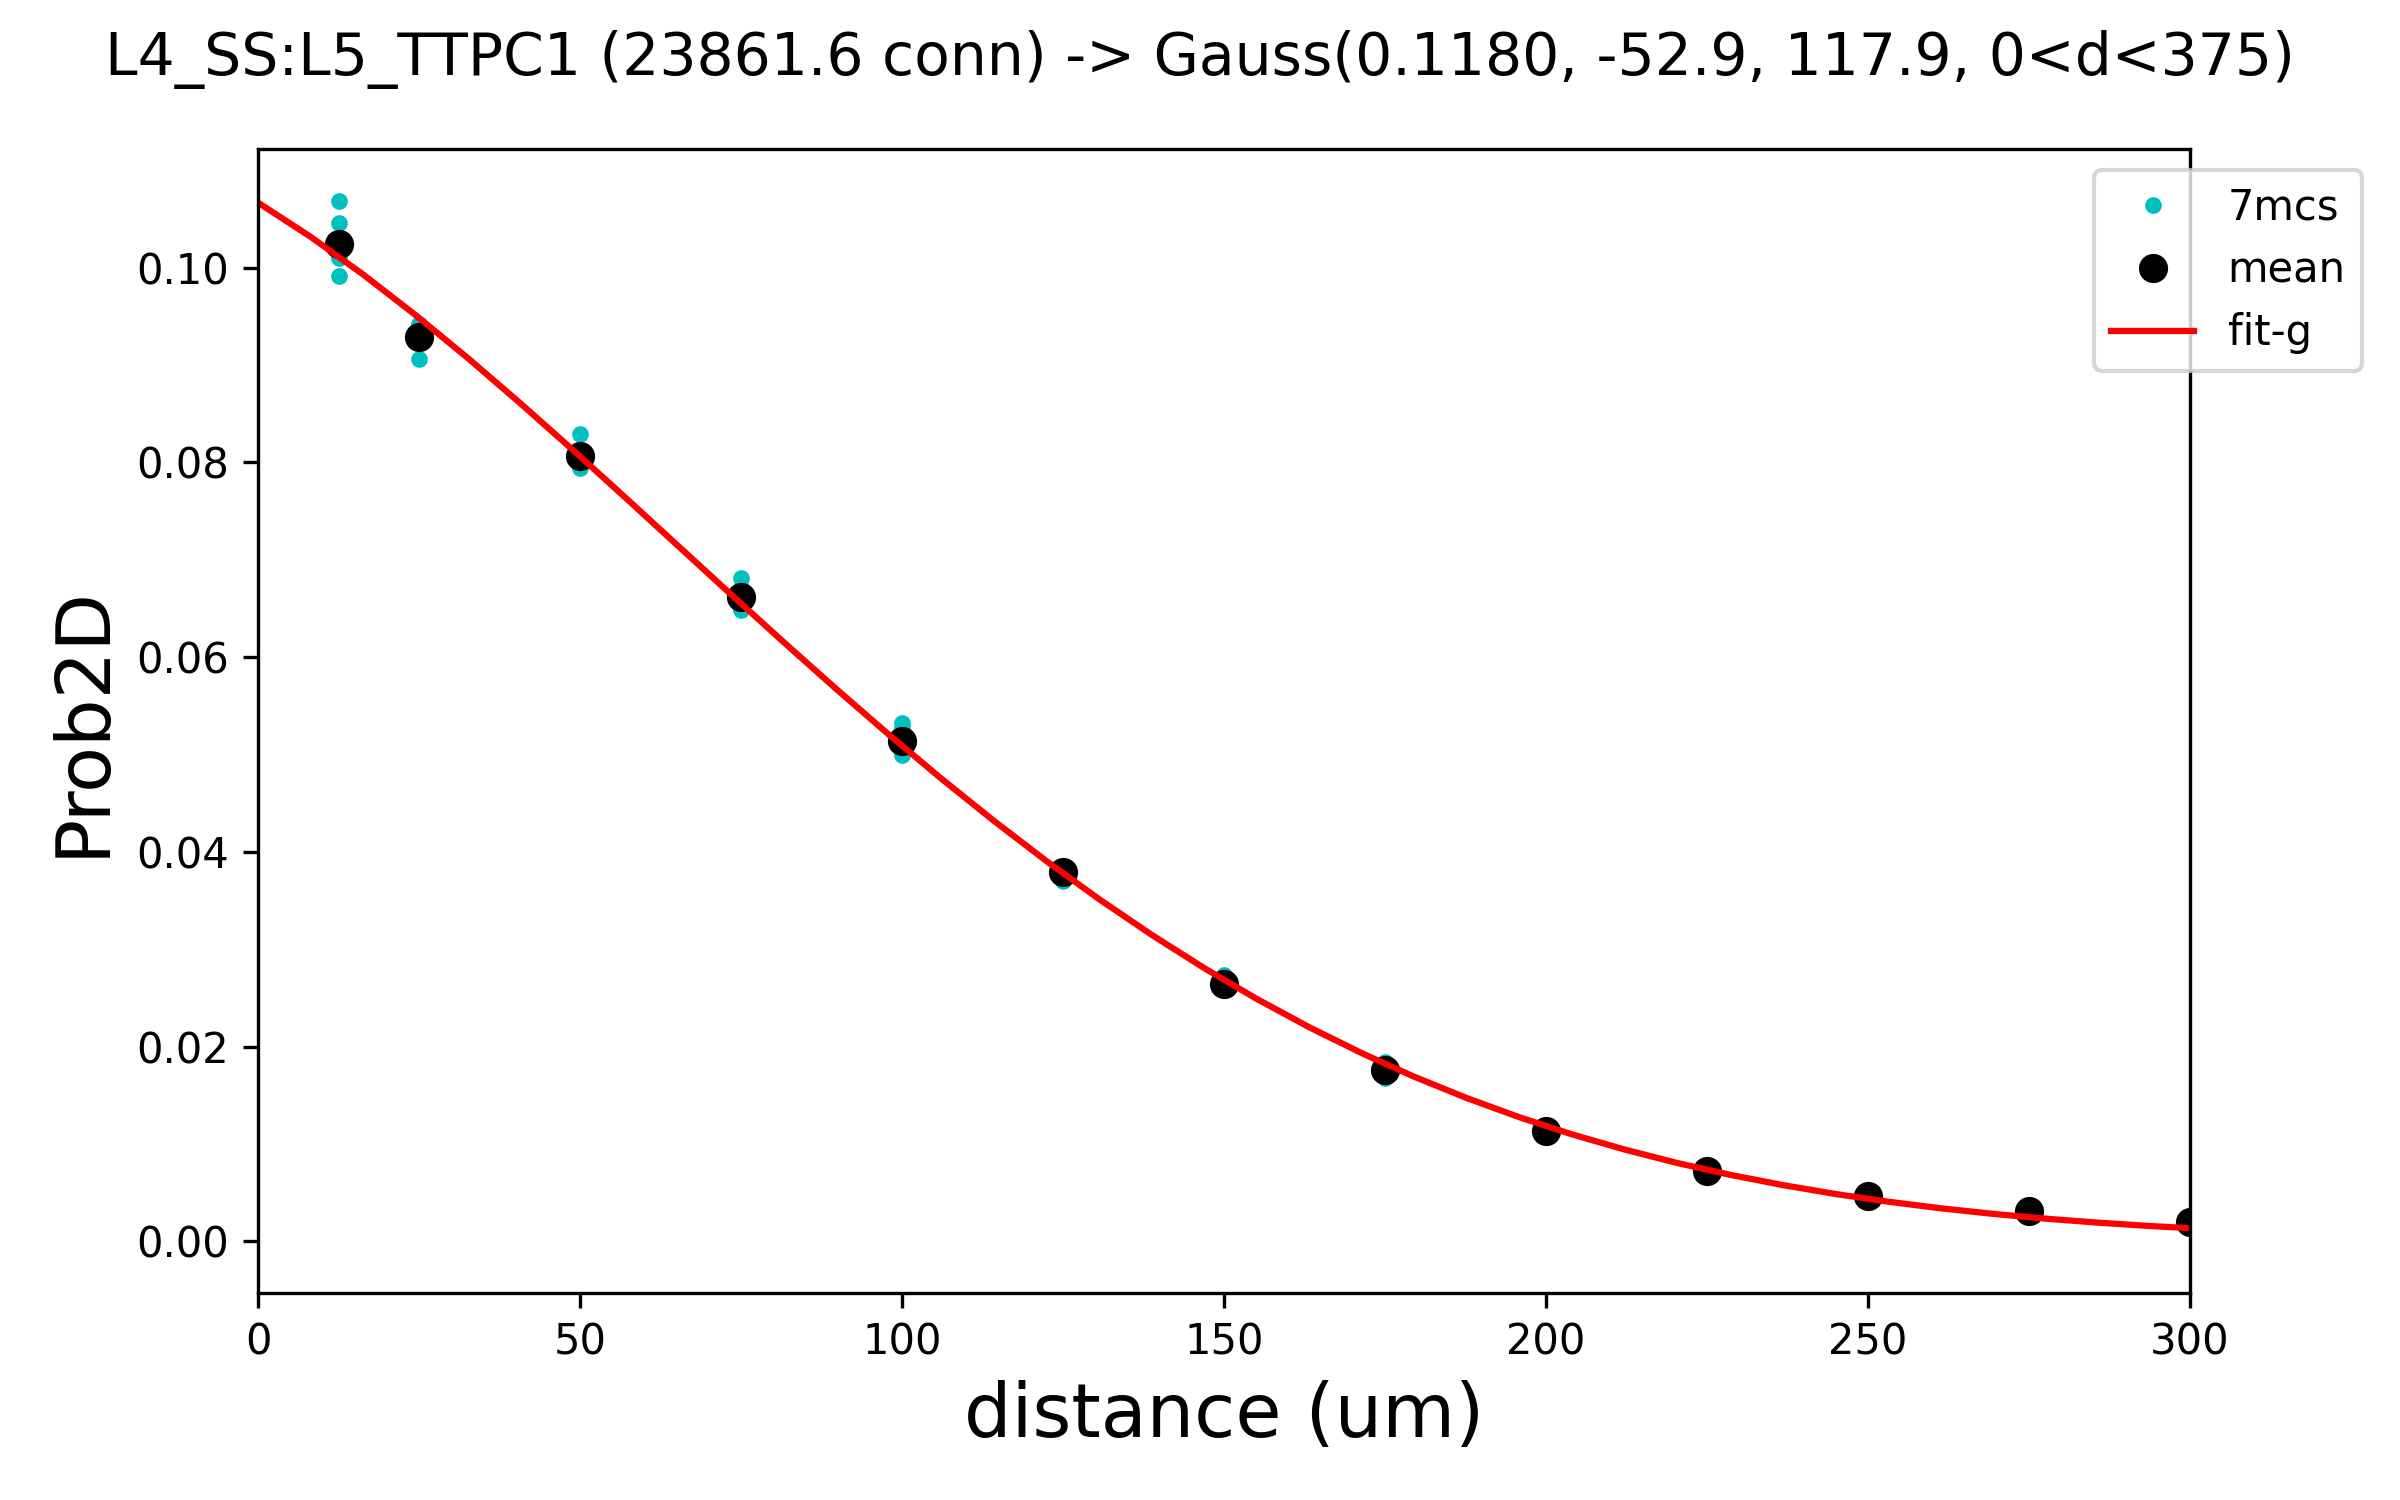 L4_SS:L5_TTPC1 (23861.6 conn) -> Gauss(0.1180, -52.9, 117.9, 0<d<375)
7mcs
mean
fit-g
Prob2D
0.10
0.08
0.06
0.04
0.02
0.00
0 50 100 150 200 250 300
distance (um)